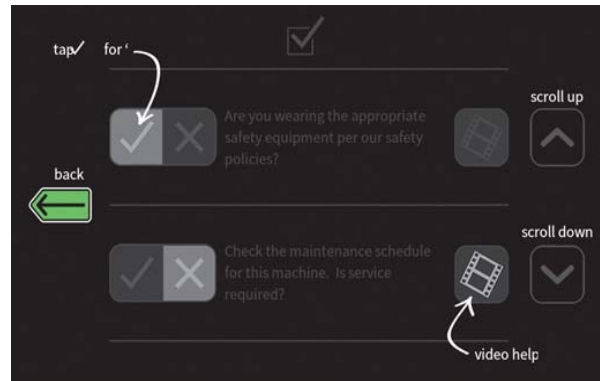 tap✓ for ‘
scroll up
Are you wearing the appropriate
safety equipment per our safety
policies?
back
scroll down
Check the maintenance schedule
for this machine. Is service
required?
video help